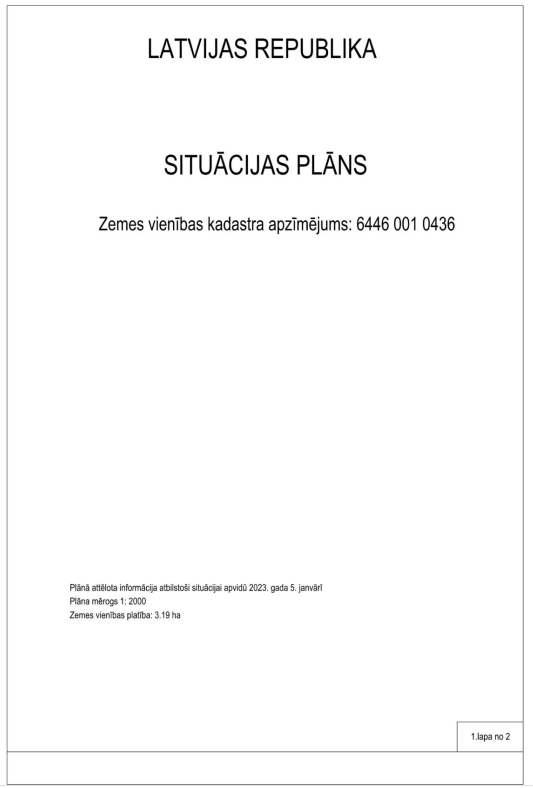 LATVIJAS REPUBLIKA
SITUĀCIJAS PLĀNS
Zemes vienības kadastra apzīmējums: 6446 001 0436
Plānā attēlota informācija atbilstoši situācijai apvidū 2023. gada 5. janvārī
Plāna mērogs 1: 2000
Zemes vienības platība: 3.19 ha
1.lapa no 2